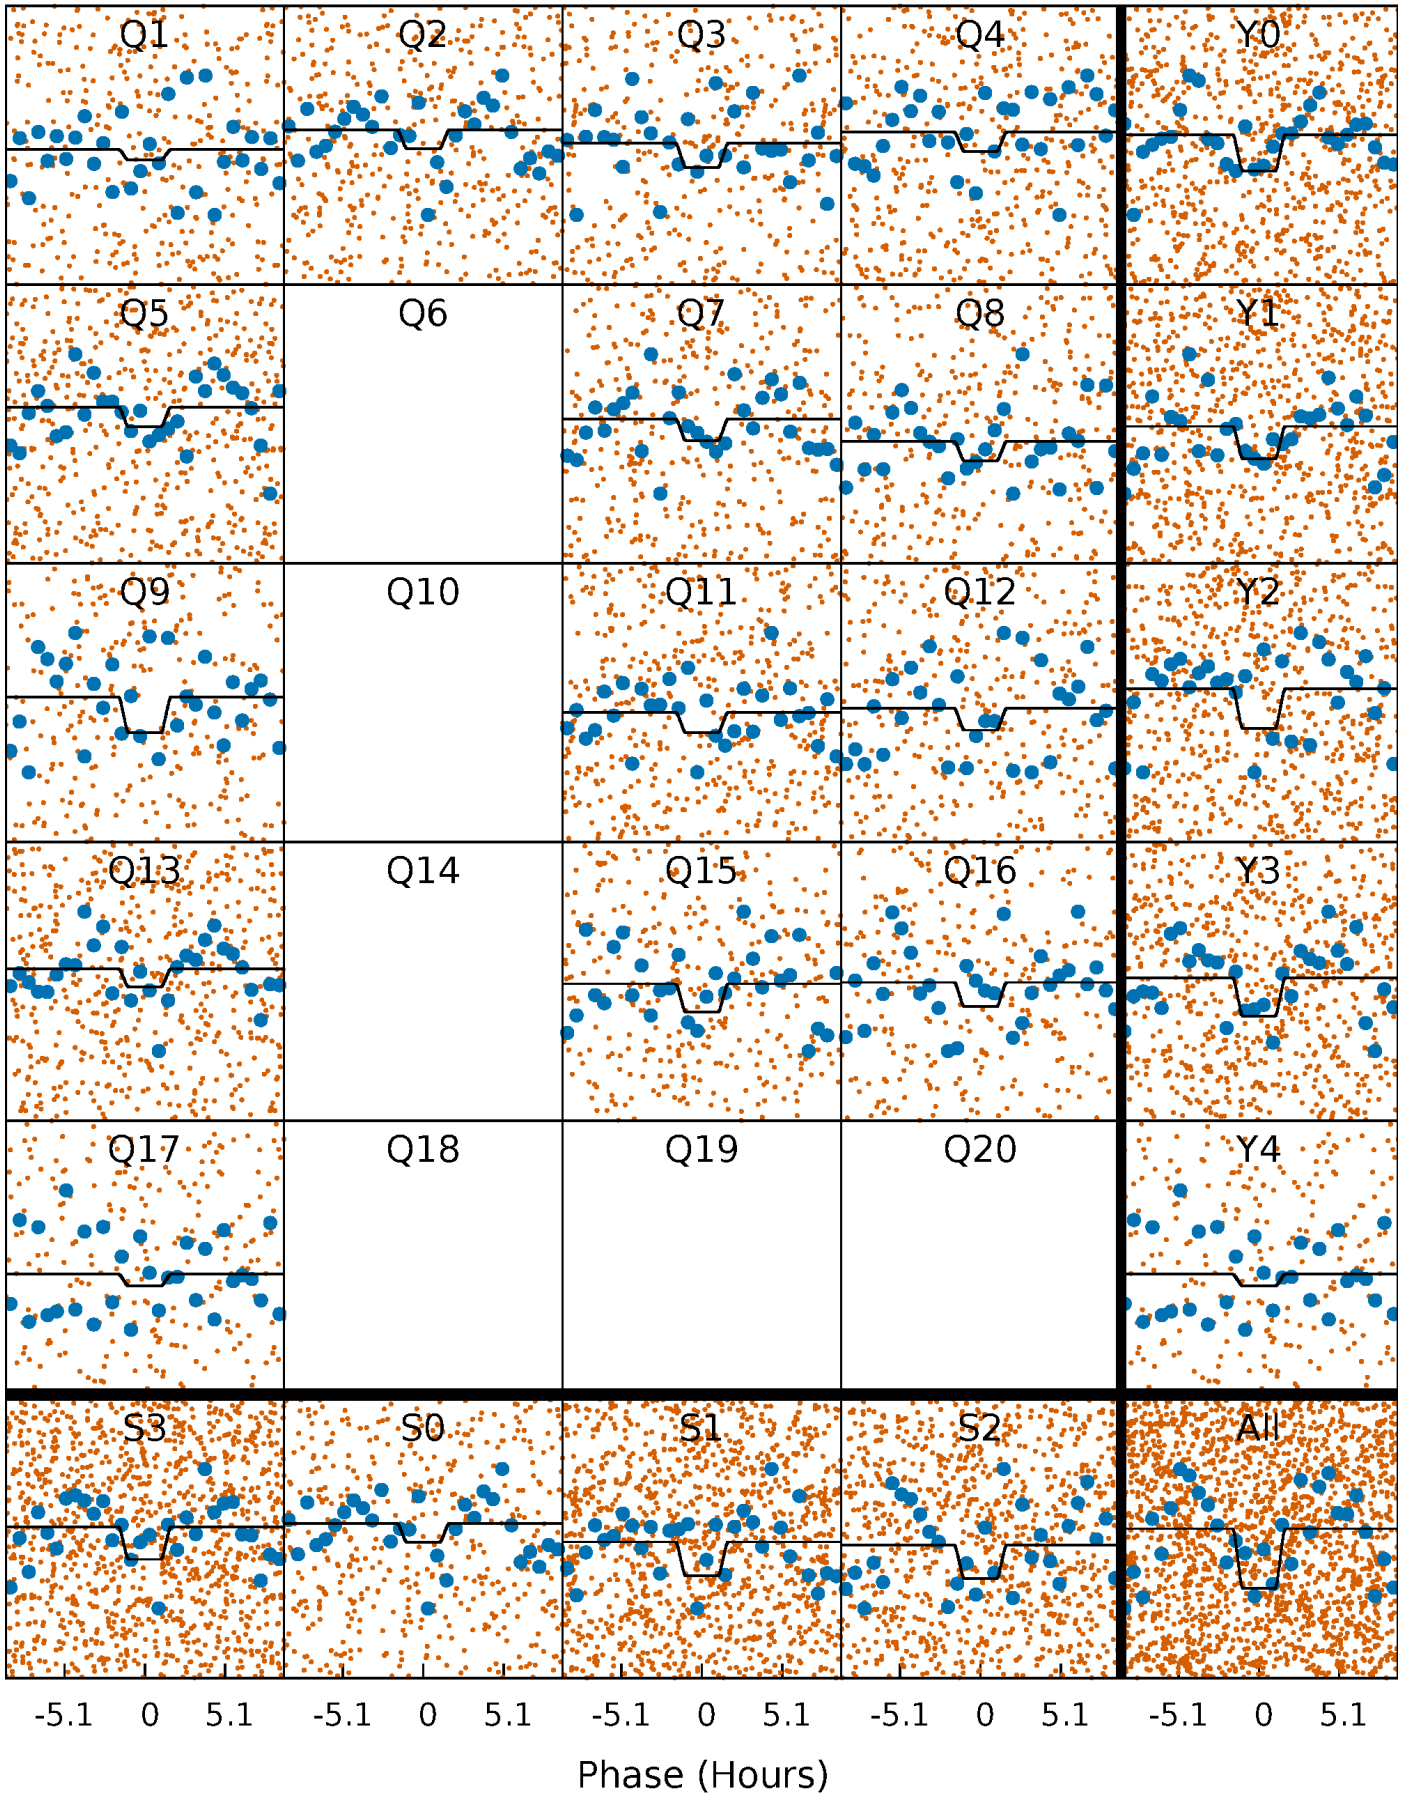 Q1 Q2 Q3 Q4 Y0
Q5 Q6 Q7 Q8 Y1
Q9 Q10 Q11 Q12 Y2
Q13 Q14 Q15 Q16 Y3
Q17 Q18 Q19 Q20 Y4
S3 S0 S1 S2 All
-5.1 0 5.1 -5.1 0 5.1 -5.1 0 5.1 -5.1 0 5.1 -5.1 0 5.1
Phase (Hours)